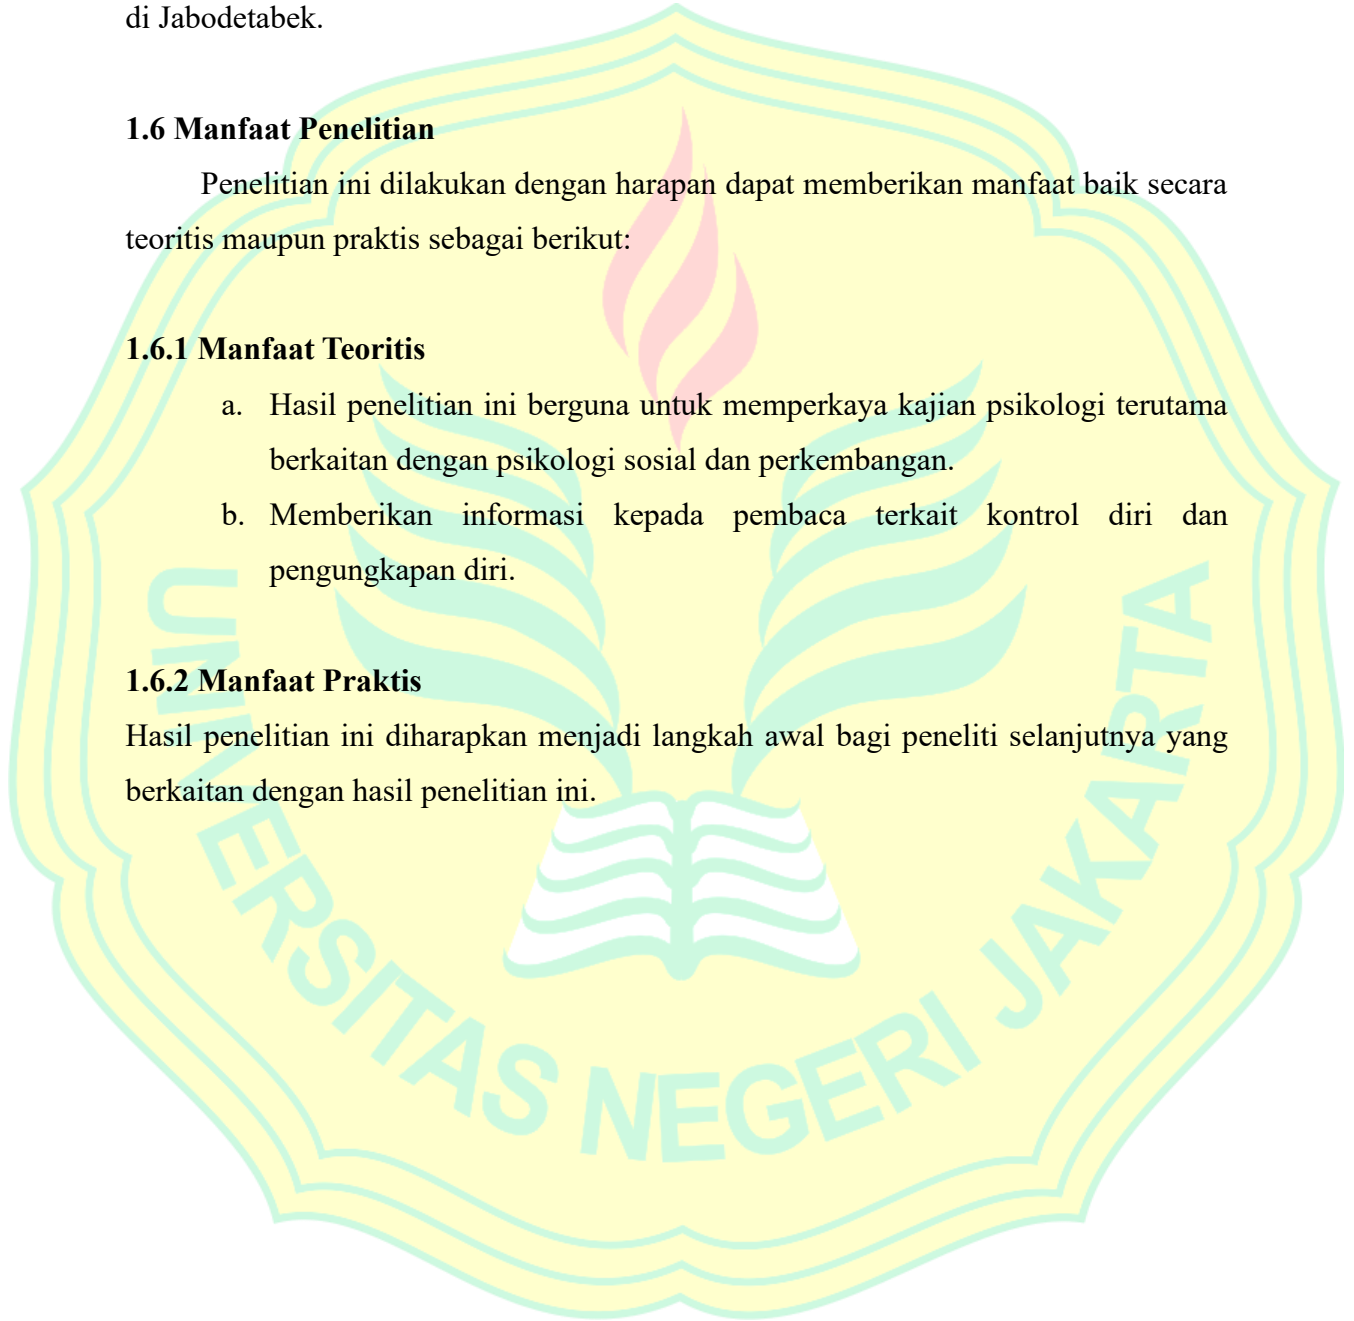 di Jabodetabek.
1.6 Manfaat Penelitian
Penelitian ini dilakukan dengan harapan dapat memberikan manfaat baik secara
teoritis maupun praktis sebagai berikut:
1.6.1 Manfaat Teoritis
a. Hasil penelitian ini berguna untuk memperkaya kajian psikologi terutama
berkaitan dengan psikologi sosial dan perkembangan.
b. Memberikan informasi kepada pembaca terkait kontrol diri dan
pengungkapan diri.
1.6.2 Manfaat Praktis
Hasil penelitian ini diharapkan menjadi langkah awal bagi peneliti selanjutnya yang
berkaitan dengan hasil penelitian ini.
UNIVERSITAS NEGERI JAKARTA